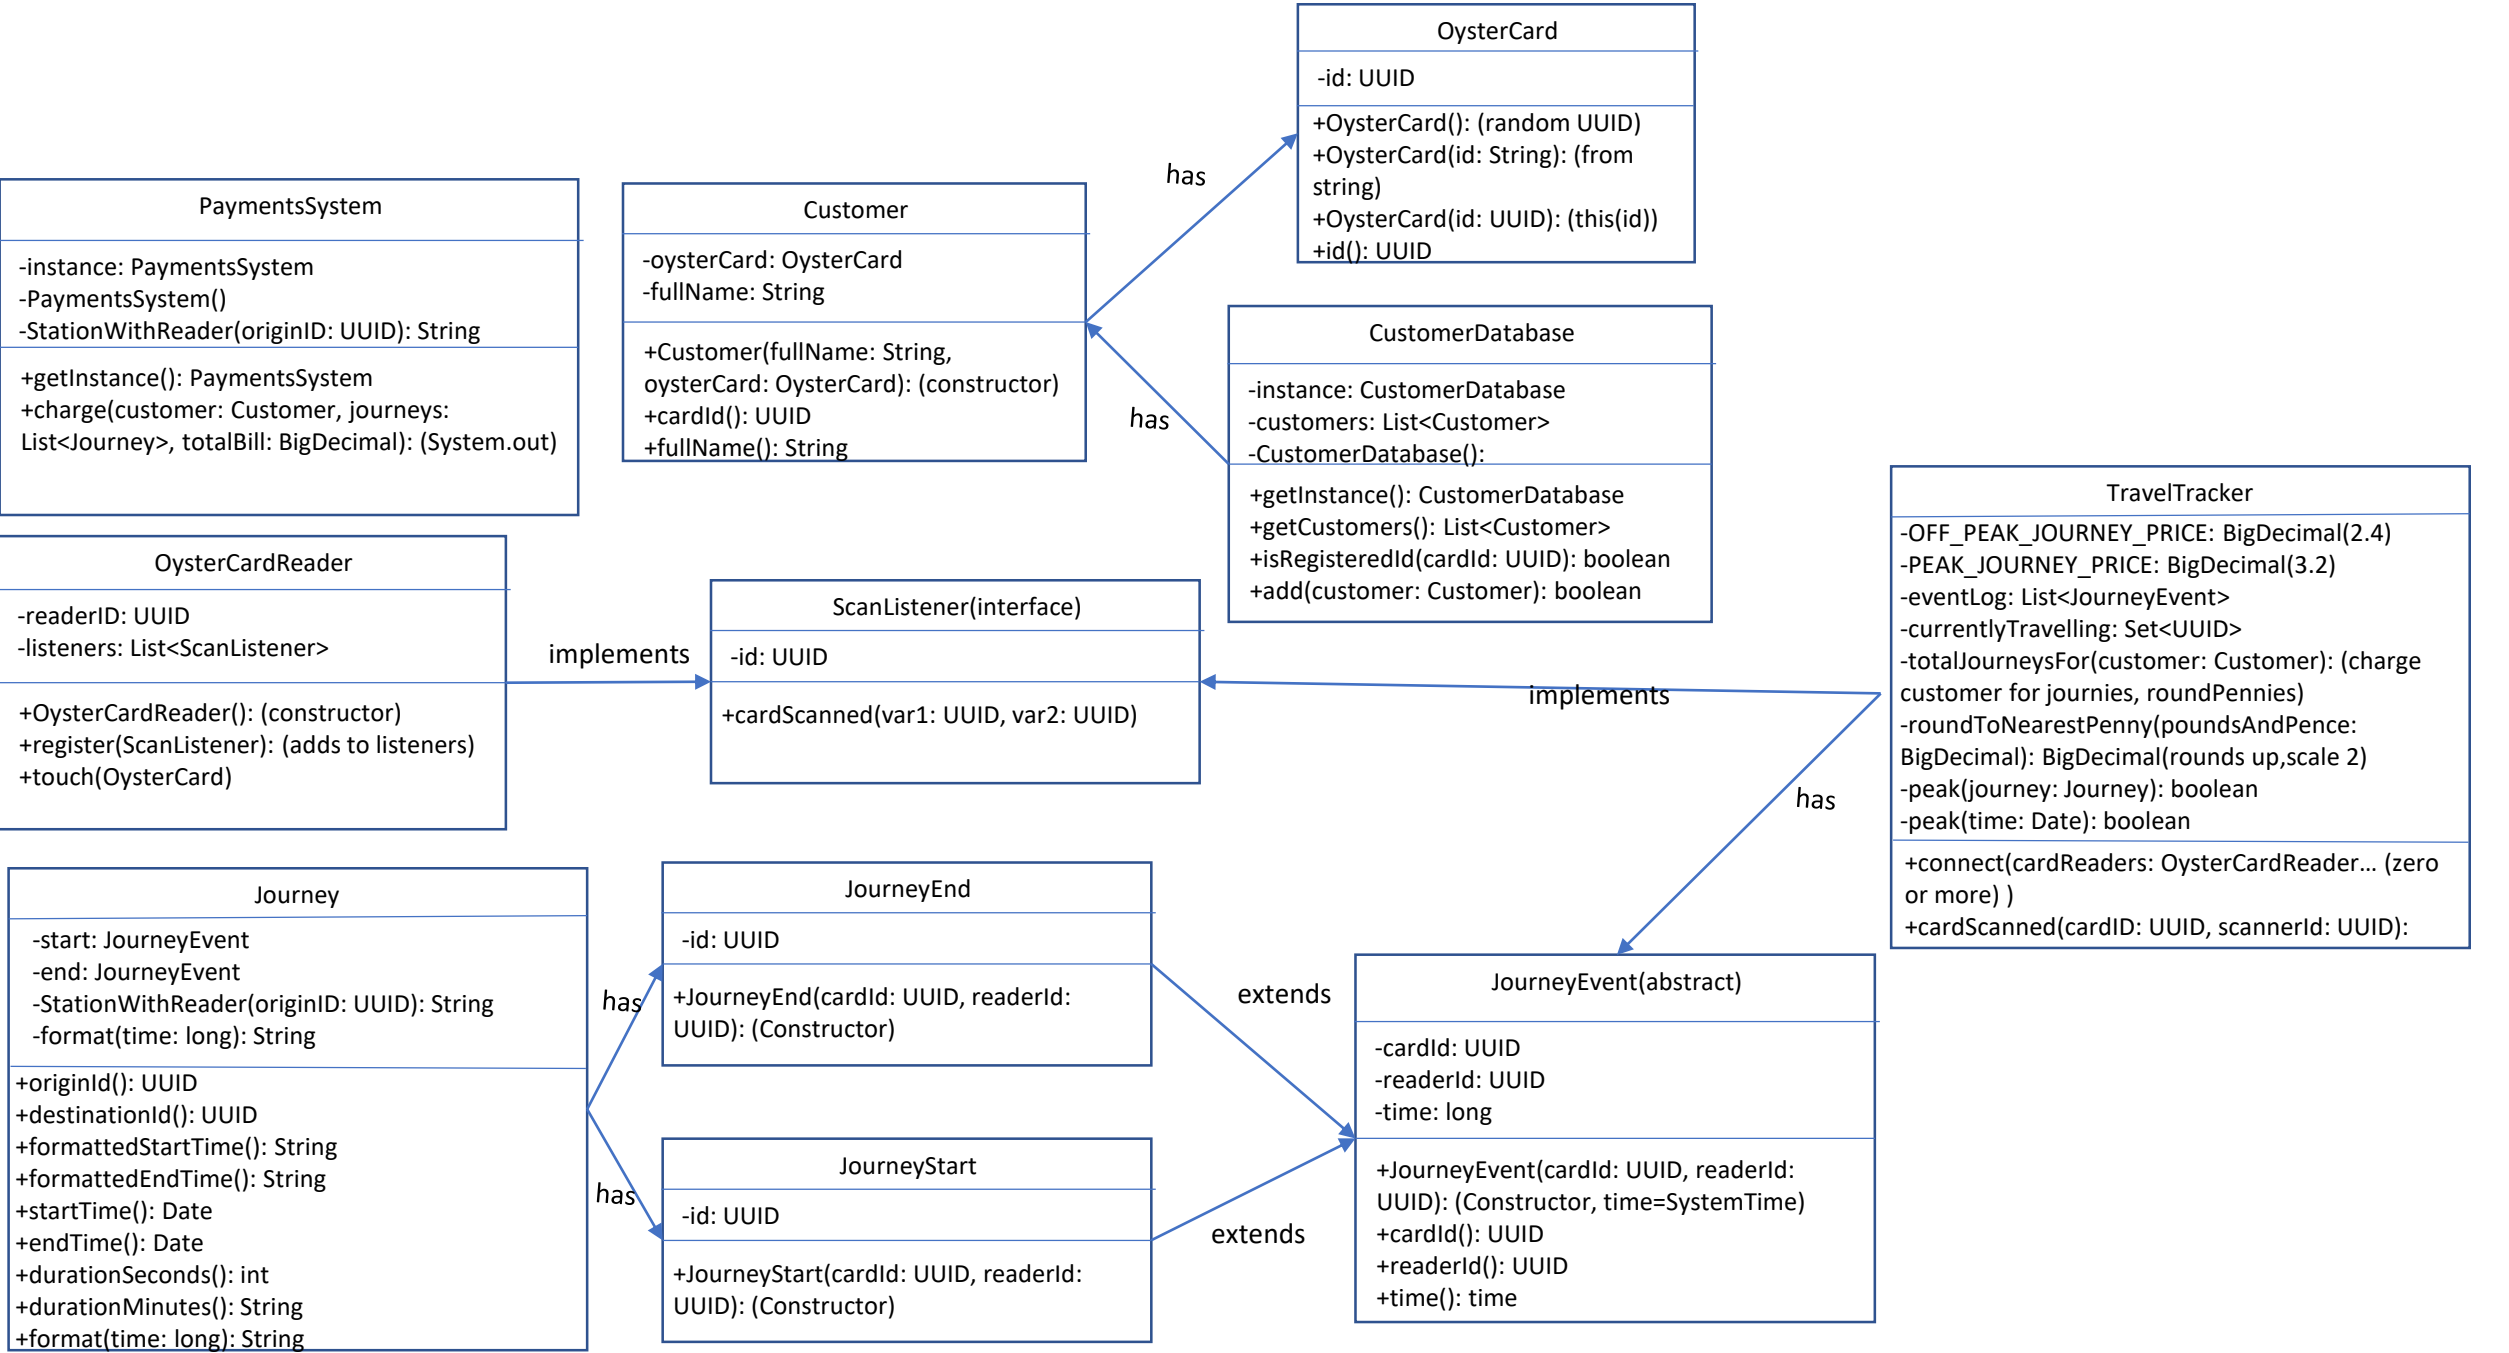 OysterCard
-id: UUID
+OysterCard(): (random UUID)
+OysterCard(id: String): (from
string)
+OysterCard(id: UUID): (this(id))
+id(): UUID
has
PaymentsSystem
-instance: PaymentsSystem
-PaymentsSystem()
-StationWithReader(originID: UUID): String
+getInstance(): PaymentsSystem
+charge(customer: Customer, journeys:
List<Journey>, totalBill: BigDecimal): (System.out)
Customer
-oysterCard: OysterCard
-fullName: String
+Customer(fullName: String,
oysterCard: OysterCard): (constructor)
+cardId(): UUID
+fullName(): String
has
CustomerDatabase
-instance: CustomerDatabase
-customers: List<Customer>
-CustomerDatabase():
+getInstance(): CustomerDatabase
+getCustomers(): List<Customer>
+isRegisteredId(cardId: UUID): boolean
+add(customer: Customer): boolean
TravelTracker
-OFF_PEAK_JOURNEY_PRICE: BigDecimal(2.4)
-PEAK_JOURNEY_PRICE: BigDecimal(3.2)
-eventLog: List<JourneyEvent>
-currentlyTravelling: Set<UUID>
-totalJourneysFor(customer: Customer): (charge
customer for journies, roundPennies)
-roundToNearestPenny(poundsAndPence:
BigDecimal): BigDecimal(rounds up,scale 2)
-peak(journey: Journey): boolean
-peak(time: Date): boolean
+connect(cardReaders: OysterCardReader… (zero
or more) )
+cardScanned(cardID: UUID, scannerId: UUID):
OysterCardReader
-readerID: UUID
-listeners: List<ScanListener>
+OysterCardReader(): (constructor)
+register(ScanListener): (adds to listeners)
+touch(OysterCard)
implements
ScanListener(interface)
-id: UUID
+cardScanned(var1: UUID, var2: UUID)
implements
has
Journey
-start: JourneyEvent
-end: JourneyEvent
-StationWithReader(originID: UUID): String
-format(time: long): String
+originId(): UUID
+destinationId(): UUID
+formattedStartTime(): String
+formattedEndTime(): String
+startTime(): Date
+endTime(): Date
+durationSeconds(): int
+durationMinutes(): String
+format(time: long): String
has
has
JourneyEnd
-id: UUID
+JourneyEnd(cardId: UUID, readerId:
UUID): (Constructor)
extends
JourneyStart
-id: UUID
+JourneyStart(cardId: UUID, readerId:
UUID): (Constructor)
extends
JourneyEvent(abstract)
-cardId: UUID
-readerId: UUID
-time: long
+JourneyEvent(cardId: UUID, readerId:
UUID): (Constructor, time=SystemTime)
+cardId(): UUID
+readerId(): UUID
+time(): time